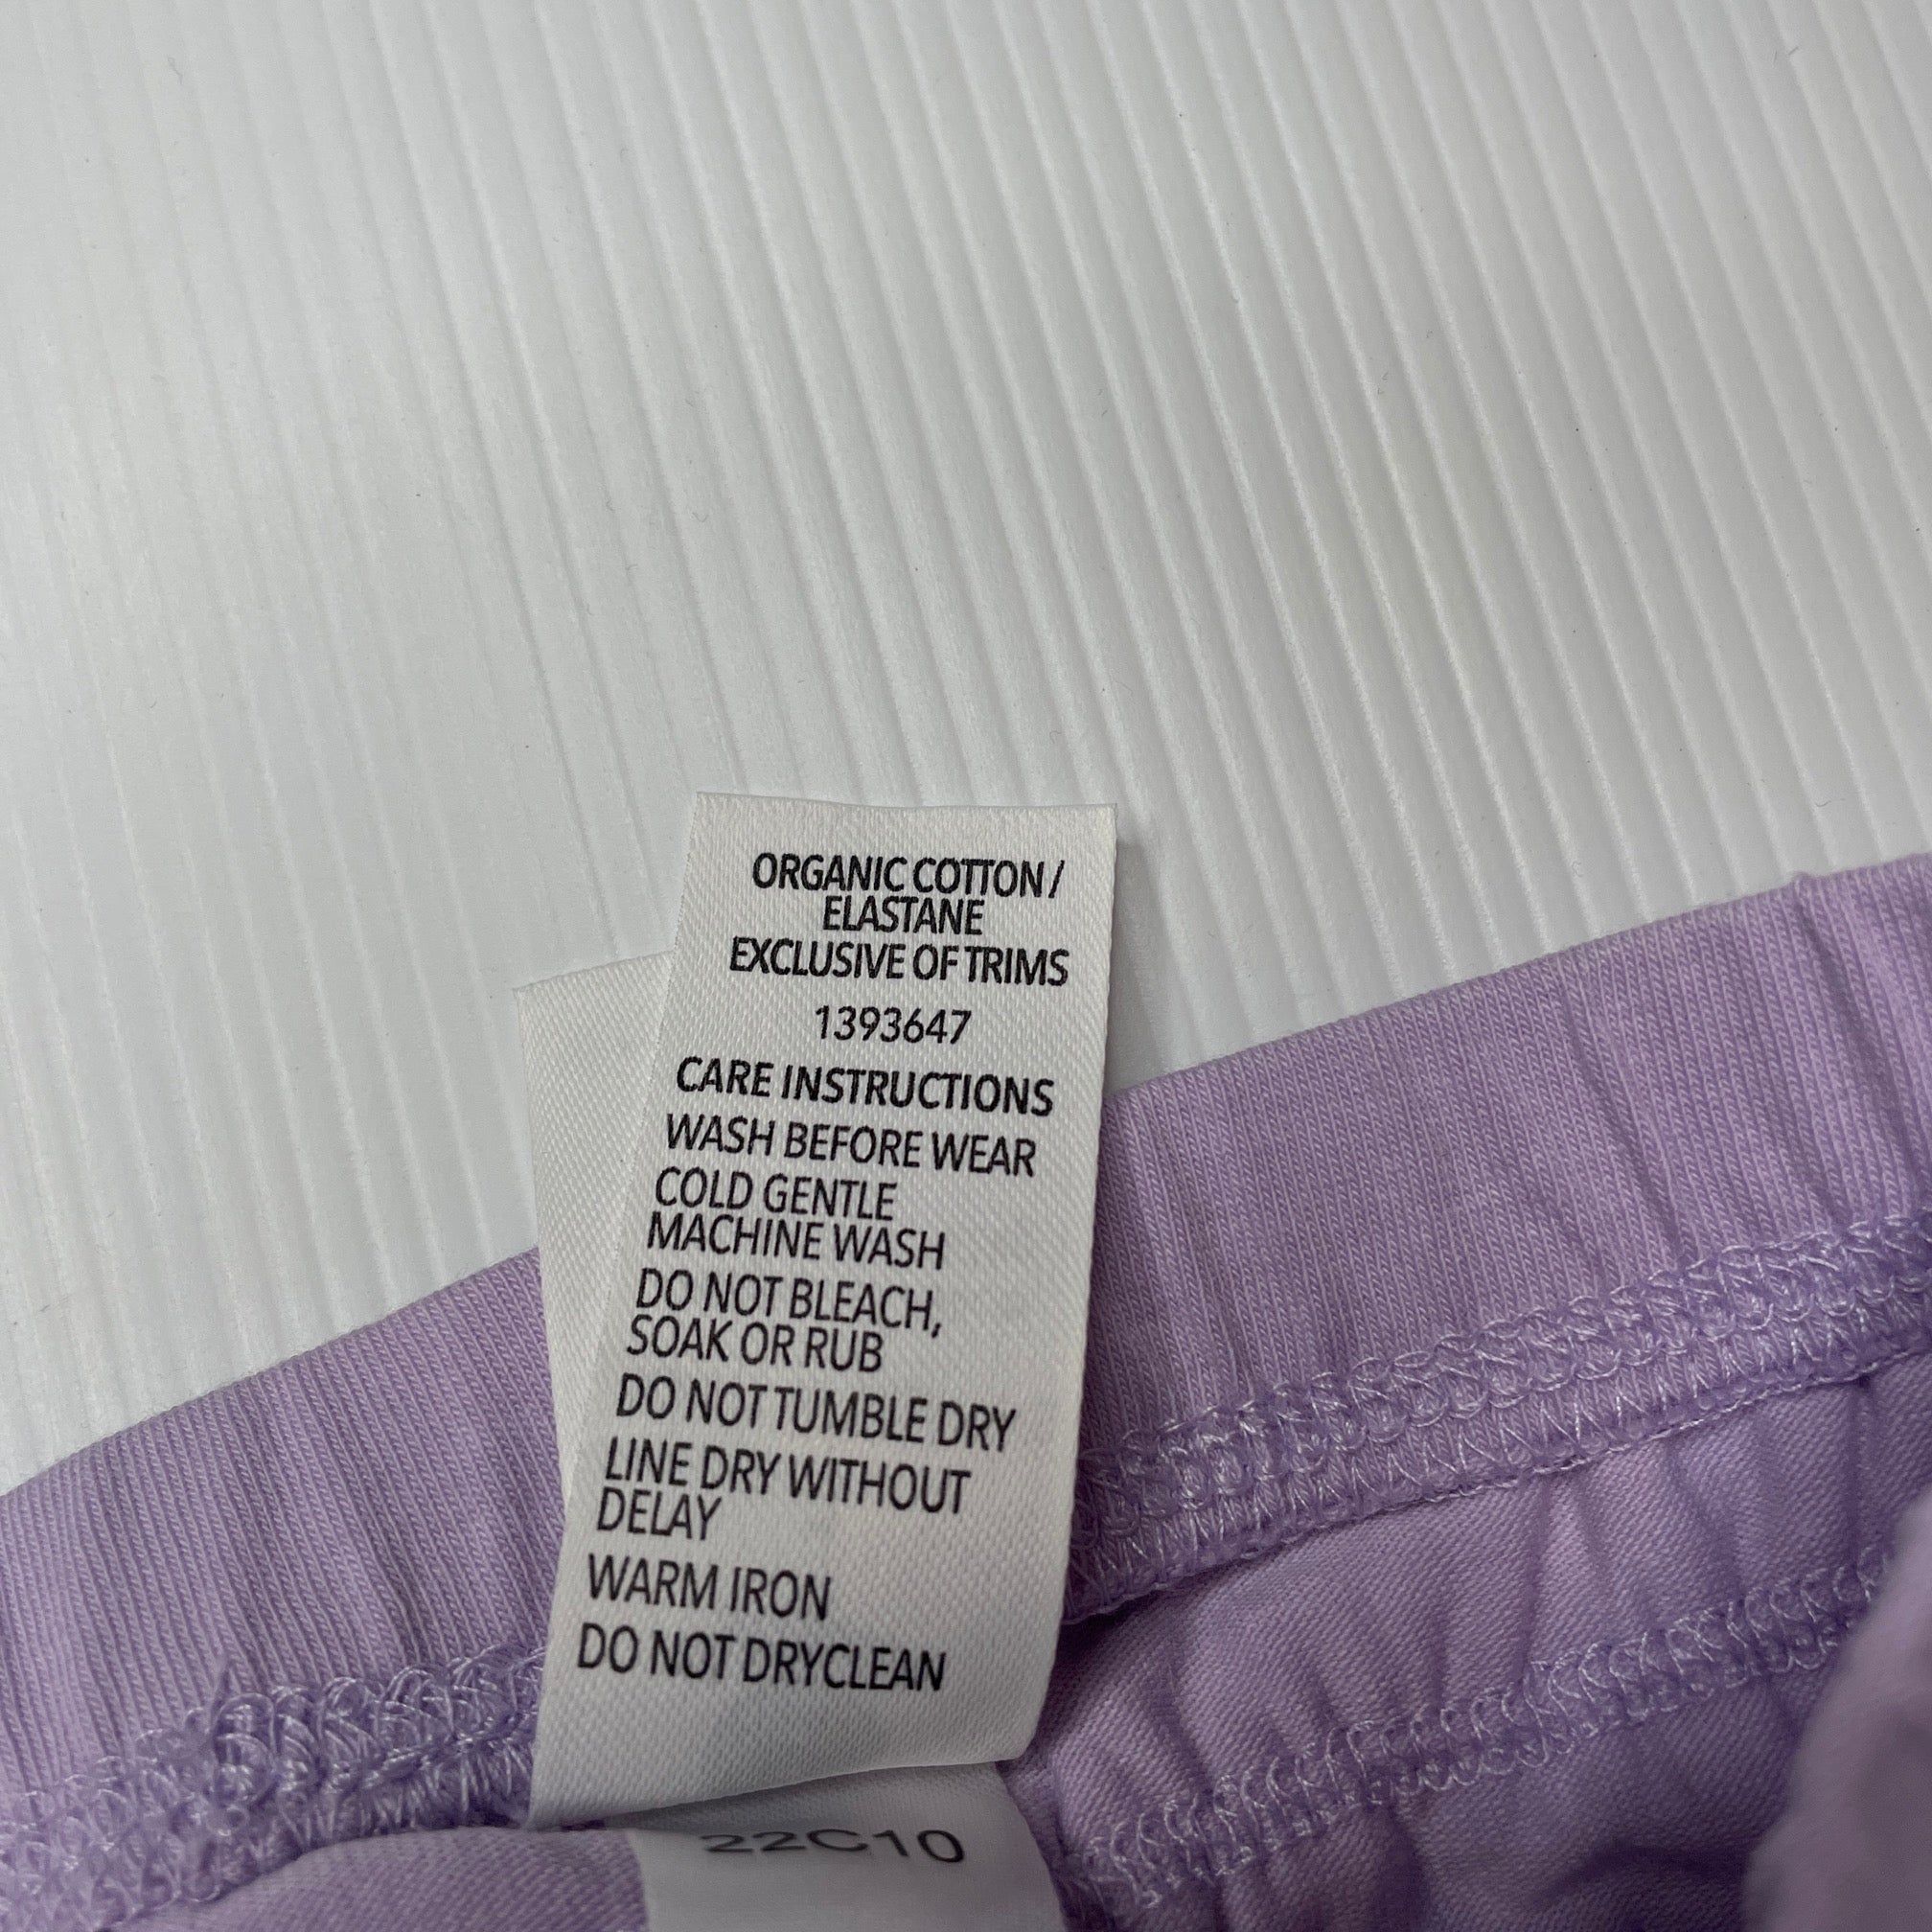 ORGANIC COTTON /
ELASTANE
EXCLUSIVE OF TRIMS
1393647
CARE INSTRUCTIONS
WASH BEFORE WEAR
COLD GENTLE
MACHINE WASH
DO NOT BLEACH,
SOAK OR RUB
DO NOT TUMBLE DRY
LINE DRY WITHOUT
DELAY
WARM IRON
DO NOT DRYCLEAN
22C10